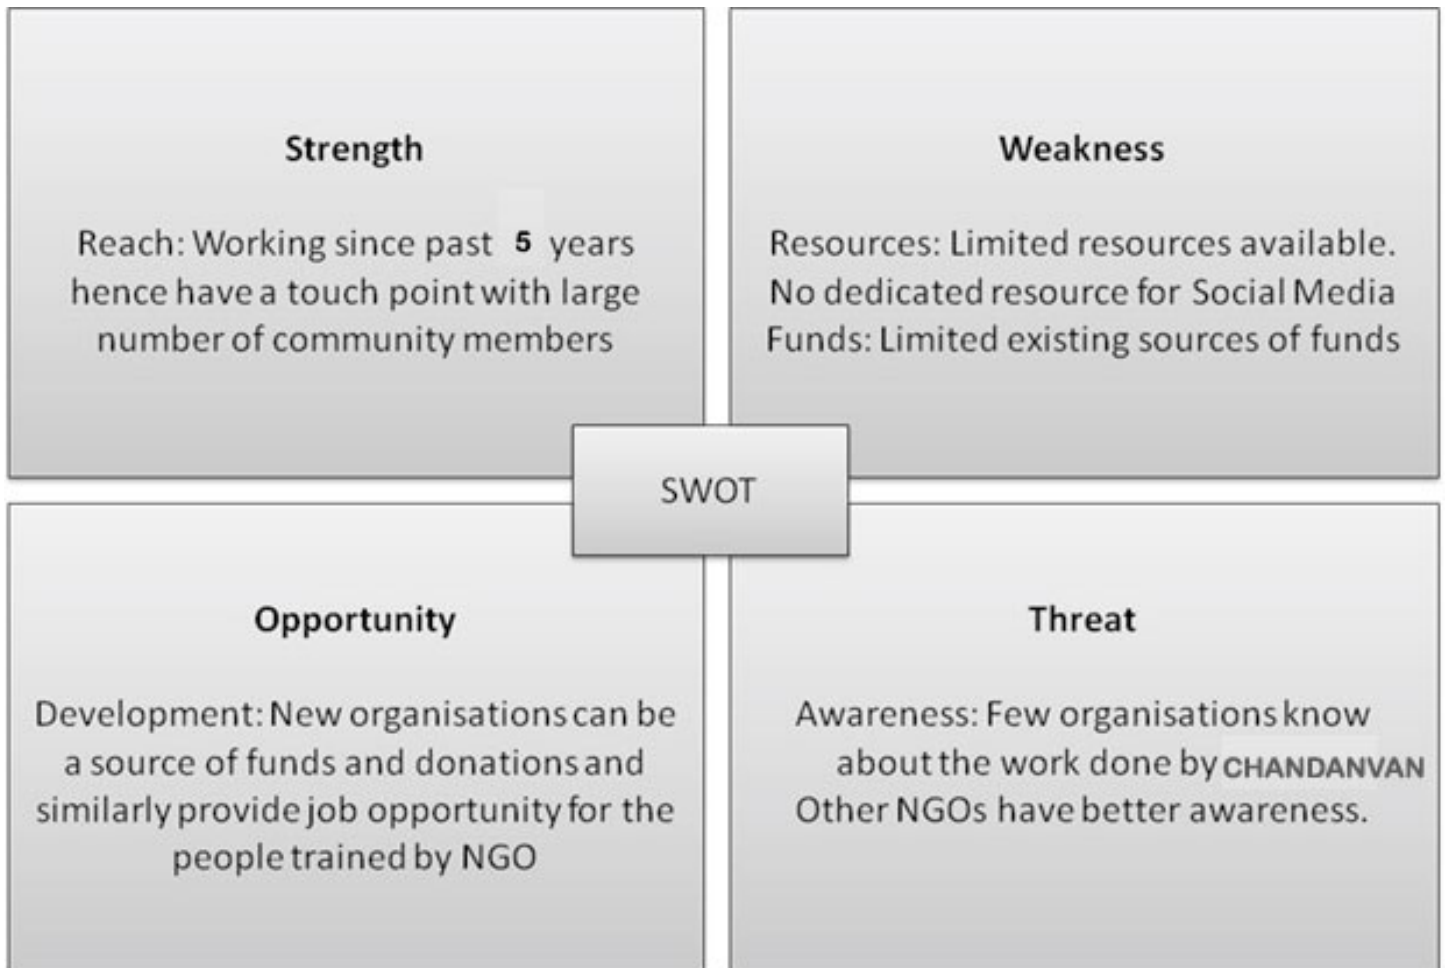 Strength
Reach: Working since past 5 years
hence have a touch point with large
number of community members
Weakness
Resources: Limited resources available.
No dedicated resource for Social Media
Funds: Limited existing sources of funds
SWOT
Opportunity
Development: New organisations can be
a source of funds and donations and
similarly provide job opportunity for the
people trained by NGO
Threat
Awareness: Few organisations know
about the work done by CHANDANVAN
Other NGOs have better awareness.